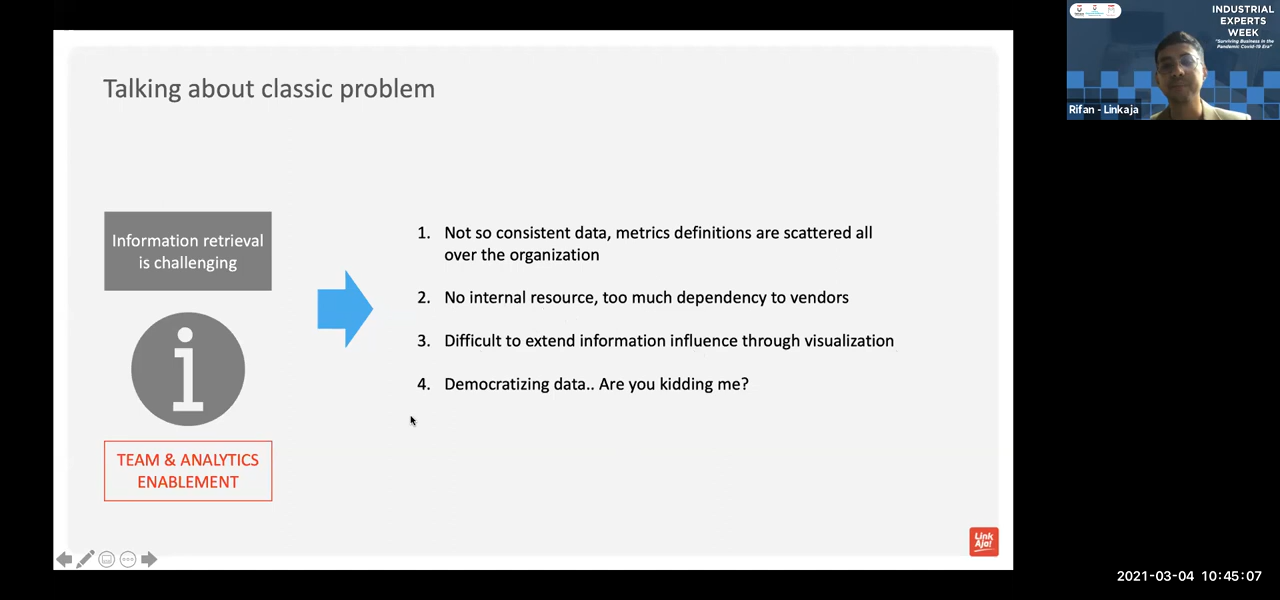 Talking about classic problem
Information retrieval
is challenging
TEAM & ANALYTICS
ENABLEMENT
1. Not so consistent data, metrics definitions are scattered all
over the organization
2. No internal resource, too much dependency to vendors
3. Difficult to extend information influence through visualization
4. Democratizing data.. Are you kidding me?
Link
Aja!
INDUSTRIAL
EXPERTS
WEEK
"Surviving Business in the
Pandemic Covid-19 Era"
Rifan - Linkaja
2021-03-04 10:45:07